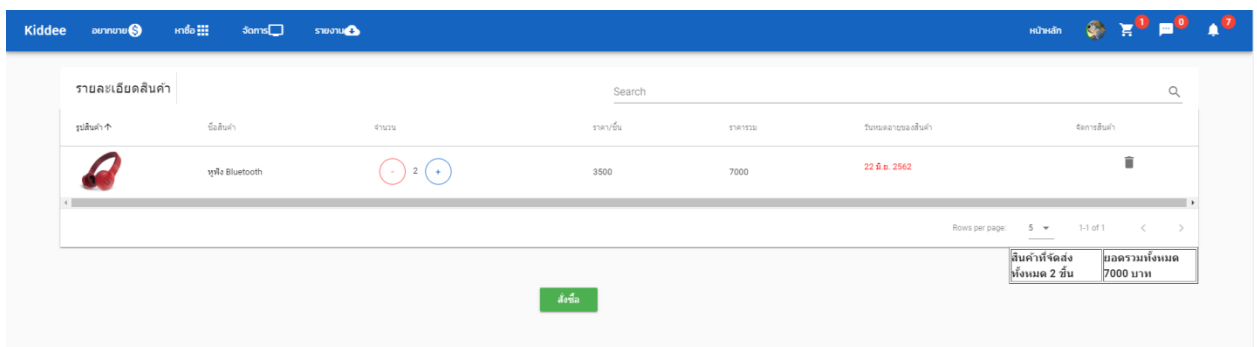 Kiddee อยากขาย หาซื้อ จัดการ รายงาน หน้าหลัก 1 0 7
รายละเอียดสินค้า Search
รูปสินค้า ชื่อสินค้า จำนวน ราคา/ชิ้น ราคารวม วันหมดอายุของสินค้า จัดการสินค้า
หูฟัง Bluetooth - 2 + 3500 7000 22 มิ.ย. 2562
Rows per page: 5 1-1 of 1
สินค้าที่จัดส่ง ยอดรวมทั้งหมด
ทั้งหมด 2 ชิ้น 7000 บาท
สั่งซื้อ